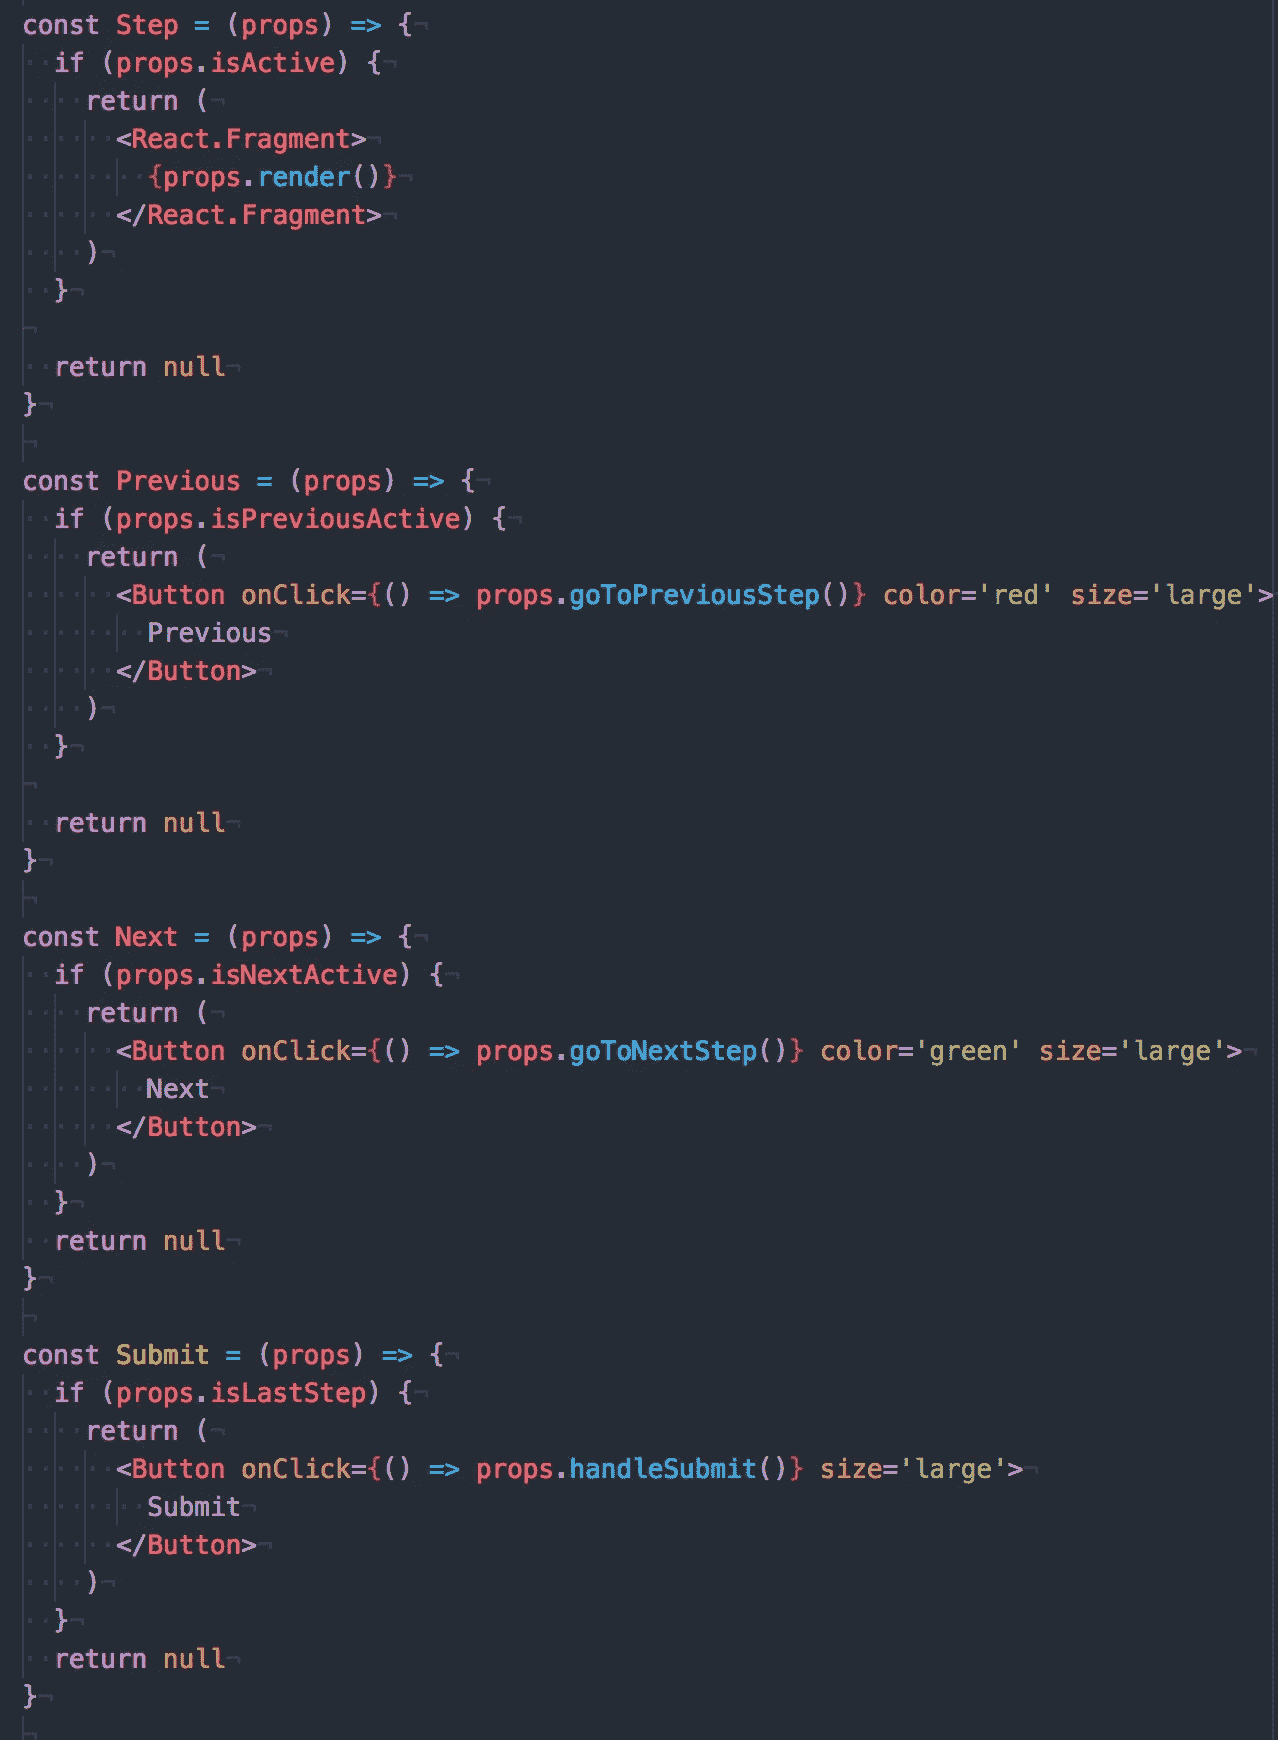 const Step = (props) => {
  if (props.isActive) {
    return (
      <React.Fragment>
        {props.render()}
      </React.Fragment>
    )
  }

  return null
}

const Previous = (props) => {
  if (props.isPreviousActive) {
    return (
      <Button onClick={() => props.goToPreviousStep()} color='red' size='large'>
        Previous
      </Button>
    )
  }

  return null
}

const Next = (props) => {
  if (props.isNextActive) {
    return (
      <Button onClick={() => props.goToNextStep()} color='green' size='large'>
        Next
      </Button>
    )
  }
  return null
}

const Submit = (props) => {
  if (props.isLastStep) {
    return (
      <Button onClick={() => props.handleSubmit()} size='large'>
        Submit
      </Button>
    )
  }
  return null
}